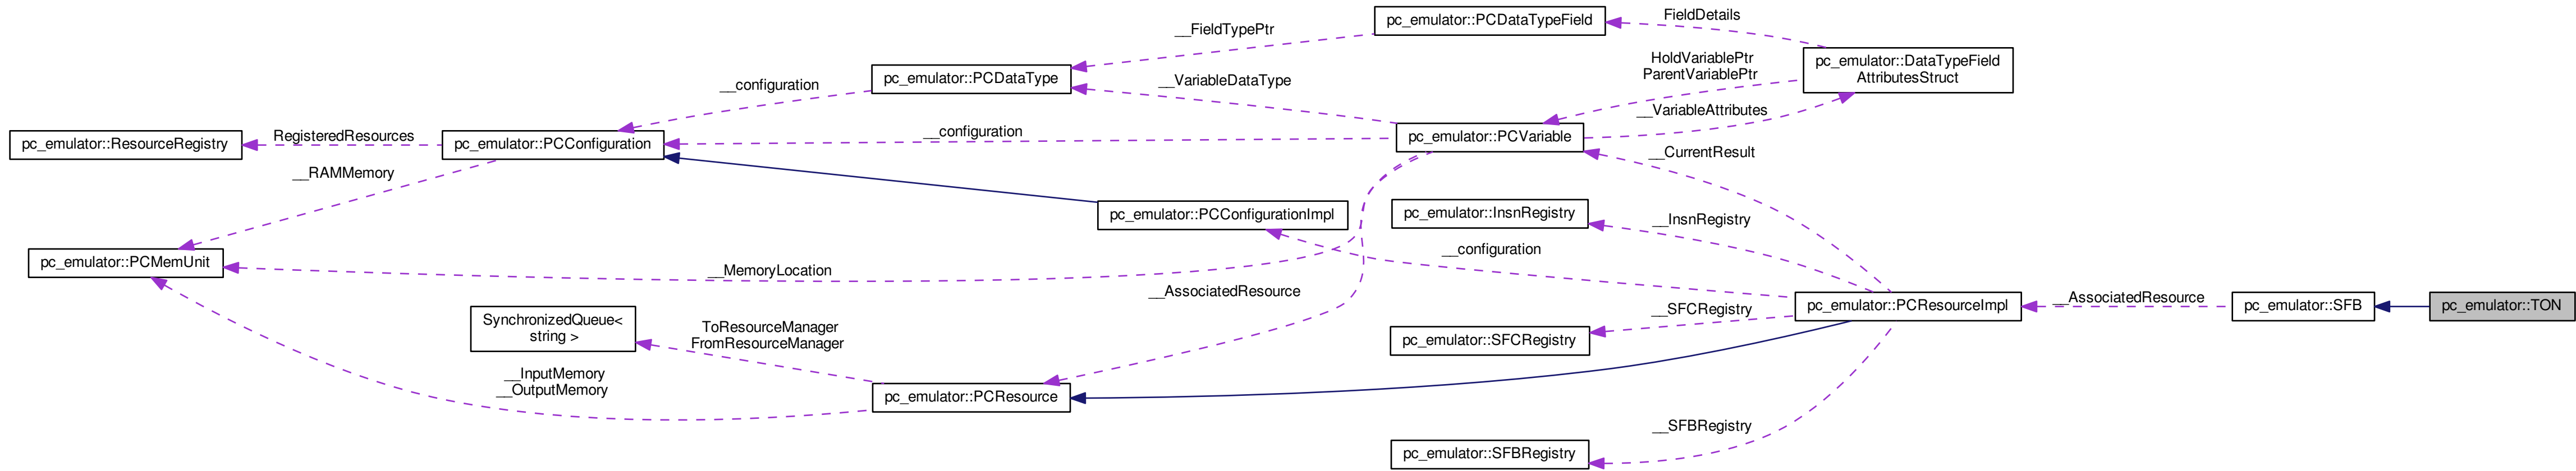 pc_emulator::PCDataTypeField
FieldDetails
__FieldTypePtr
HoldVariablePtr
ParentVariablePtr
pc_emulator::DataTypeField
AttributesStruct
pc_emulator::PCDataType
__configuration
__VariableDataType
__VariableAttributes
pc_emulator::ResourceRegistry
RegisteredResources
pc_emulator::PCConfiguration
__configuration
pc_emulator::PCVariable
__CurrentResult
__RAMMemory
pc_emulator::PCConfigurationImpl
pc_emulator::InsnRegistry
__InsnRegistry
__configuration
pc_emulator::PCMemUnit
__MemoryLocation
__AssociatedResource
pc_emulator::PCResourceImpl
__AssociatedResource
pc_emulator::SFB
pc_emulator::TON
SynchronizedQueue<
string >
ToResourceManager
FromResourceManager
__SFCRegistry
pc_emulator::SFCRegistry
__InputMemory
__OutputMemory
pc_emulator::PCResource
__SFBRegistry
pc_emulator::SFBRegistry